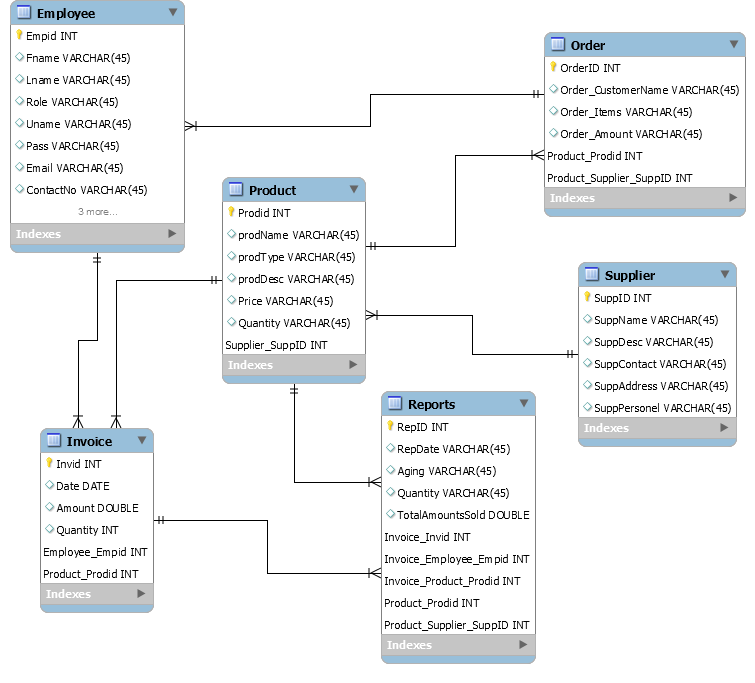 Employee
Empid INT
Fname VARCHAR(45)
Lname VARCHAR(45)
Role VARCHAR(45)
Uname VARCHAR(45)
Pass VARCHAR(45)
Email VARCHAR(45)
ContactNo VARCHAR(45)
3 more...
Indexes
Order
OrderID INT
Order_CustomerName VARCHAR(45)
Order_Items VARCHAR(45)
Order_Amount VARCHAR(45)
Product_Prodid INT
Product_Supplier_SuppID INT
Indexes
Product
Prodid INT
prodName VARCHAR(45)
prodType VARCHAR(45)
prodDesc VARCHAR(45)
Price VARCHAR(45)
Quantity VARCHAR(45)
Supplier_SuppID INT
Indexes
Supplier
SuppID INT
SuppName VARCHAR(45)
SuppDesc VARCHAR(45)
SuppContact VARCHAR(45)
SuppAddress VARCHAR(45)
SuppPersonel VARCHAR(45)
Indexes
Invoice
Invid INT
Date DATE
Amount DOUBLE
Quantity INT
Employee_Empid INT
Product_Prodid INT
Indexes
Reports
RepID INT
RepDate VARCHAR(45)
Aging VARCHAR(45)
Quantity VARCHAR(45)
TotalAmountsSold DOUBLE
Invoice_Invid INT
Invoice_Employee_Empid INT
Invoice_Product_Prodid INT
Product_Prodid INT
Product_Supplier_SuppID INT
Indexes